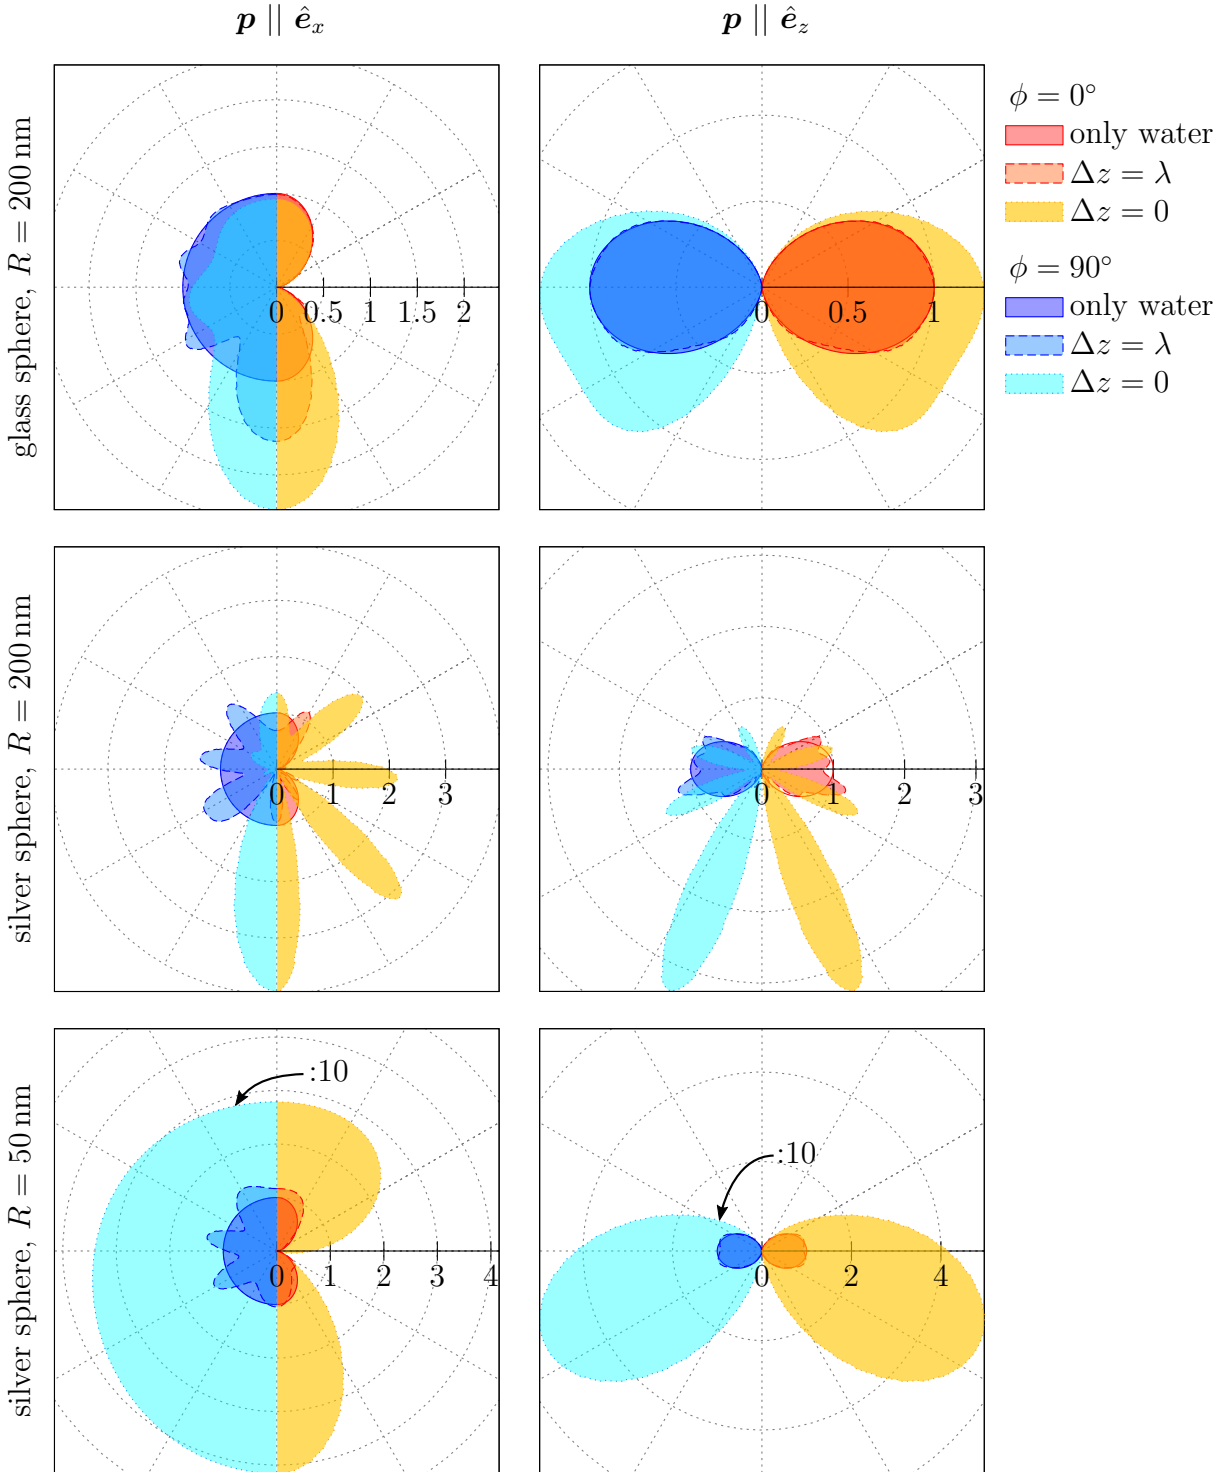 p || ê_x
p || ê_z
glass sphere, R = 200 nm
0 0.5 1 1.5 2
0 0.5 1
ϕ = 0°
only water
Δz = λ
Δz = 0
ϕ = 90°
only water
Δz = λ
Δz = 0
silver sphere, R = 200 nm
0 1 2 3
0 1 2 3
silver sphere, R = 50 nm
:10
0 1 2 3 4
:10
0 2 4